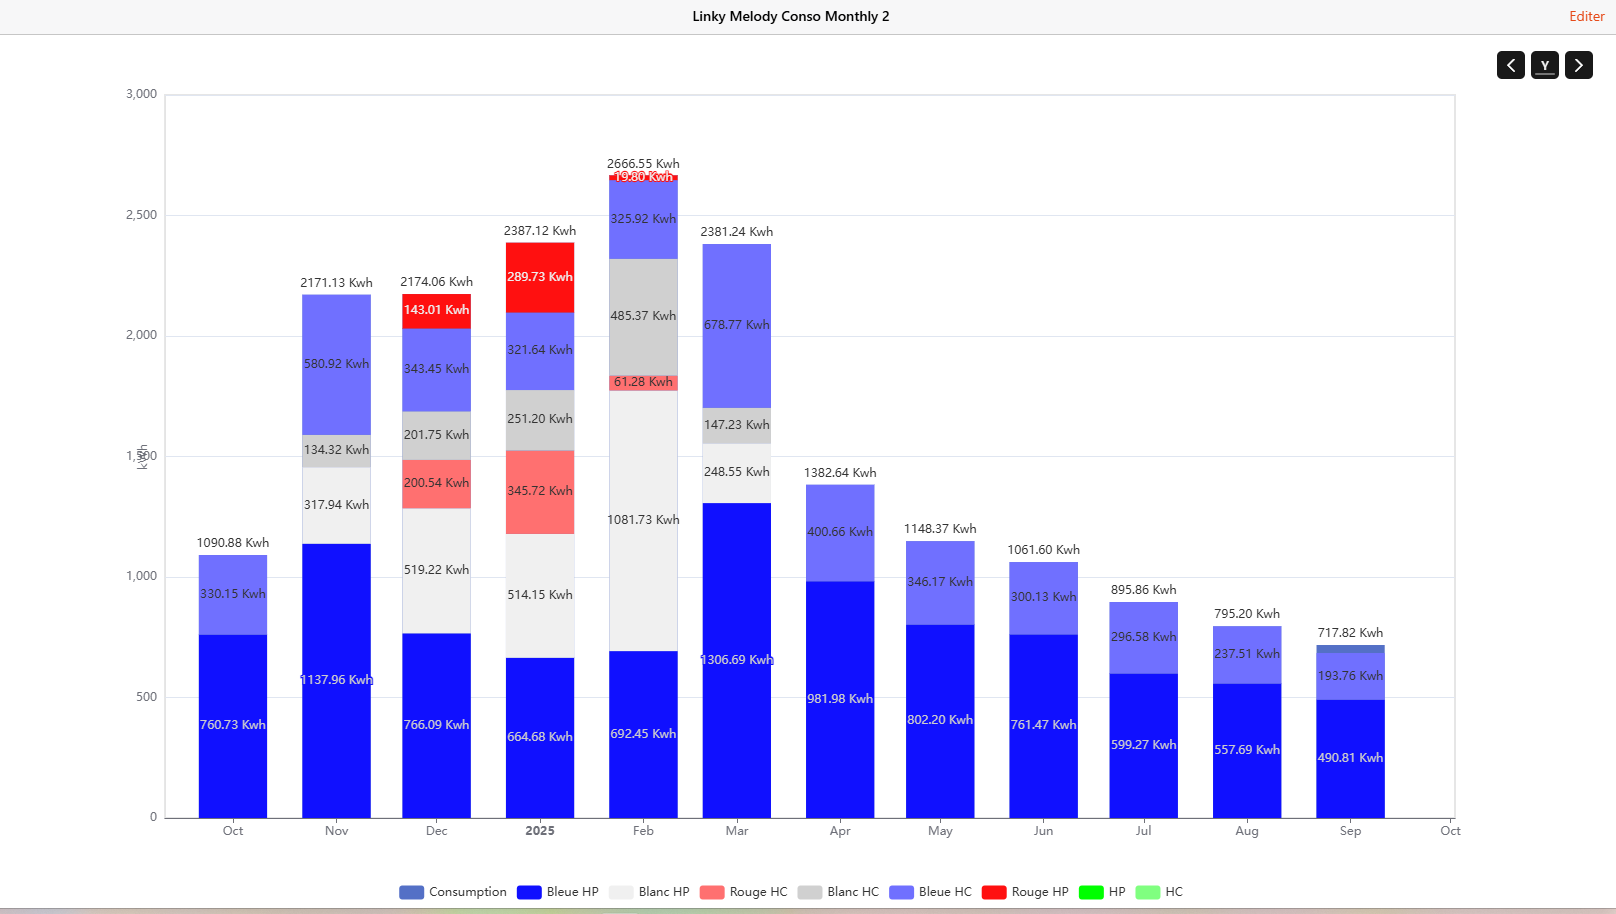 Linky Melody Conso Monthly 2
Editer
Y
3,000
2666.55 Kwh
19.80 Kwh
2,500
325.92 Kwh
2387.12 Kwh
2381.24 Kwh
2171.13 Kwh
2174.06 Kwh
289.73 Kwh
143.01 Kwh
485.37 Kwh
678.77 Kwh
2,000
580.92 Kwh
343.45 Kwh
321.64 Kwh
61.28 Kwh
251.20 Kwh
147.23 Kwh
134.32 Kwh
201.75 Kwh
1,500
kWh
248.55 Kwh
1382.64 Kwh
200.54 Kwh
345.72 Kwh
317.94 Kwh
1081.73 Kwh
400.66 Kwh
1148.37 Kwh
1090.88 Kwh
1061.60 Kwh
519.22 Kwh
1,000
346.17 Kwh
895.86 Kwh
330.15 Kwh
514.15 Kwh
300.13 Kwh
795.20 Kwh
717.82 Kwh
296.58 Kwh
237.51 Kwh
1137.96 Kwh
1306.69 Kwh
193.76 Kwh
500
981.98 Kwh
760.73 Kwh
766.09 Kwh
664.68 Kwh
692.45 Kwh
802.20 Kwh
761.47 Kwh
599.27 Kwh
557.69 Kwh
490.81 Kwh
0
Oct Nov Dec 2025 Feb Mar Apr May Jun Jul Aug Sep Oct
Consumption Bleue HP Blanc HP Rouge HC Blanc HC Bleue HC Rouge HP HP HC